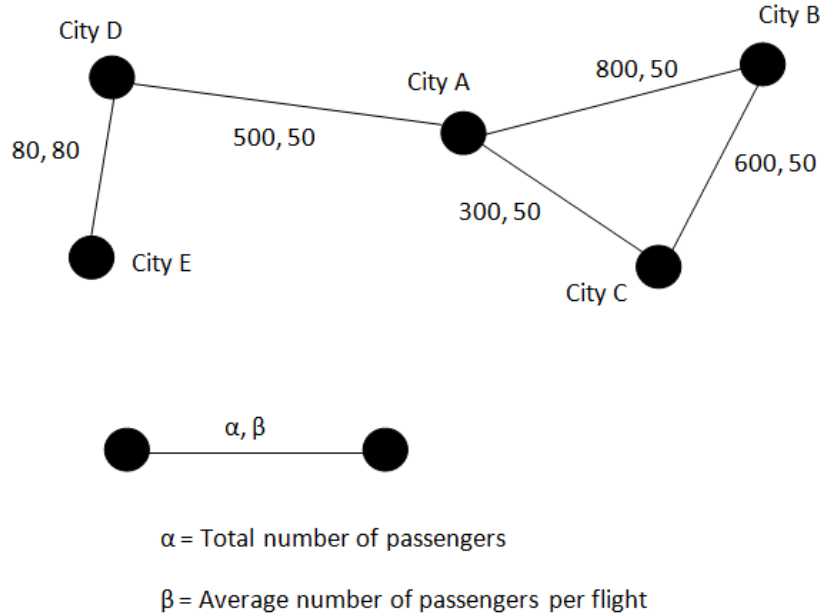 City B
City D
City A
800, 50
80, 80
500, 50
600, 50
300, 50
City E
City C
α, β
α = Total number of passengers
β = Average number of passengers per flight